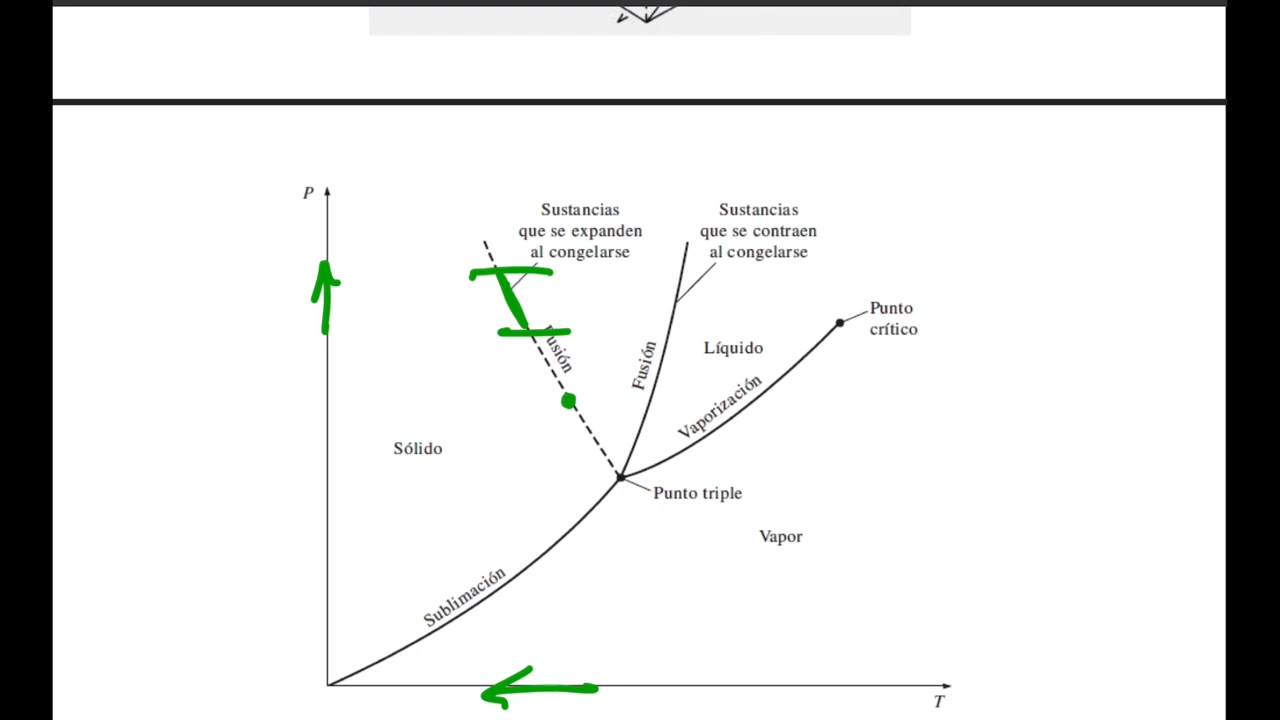 P
Sustancias
que se expanden
al congelarse
Sustancias
que se contraen
al congelarse
Punto
crítico
Fusión
Fusión
Líquido
Vaporización
Sólido
Punto triple
Vapor
Sublimación
T